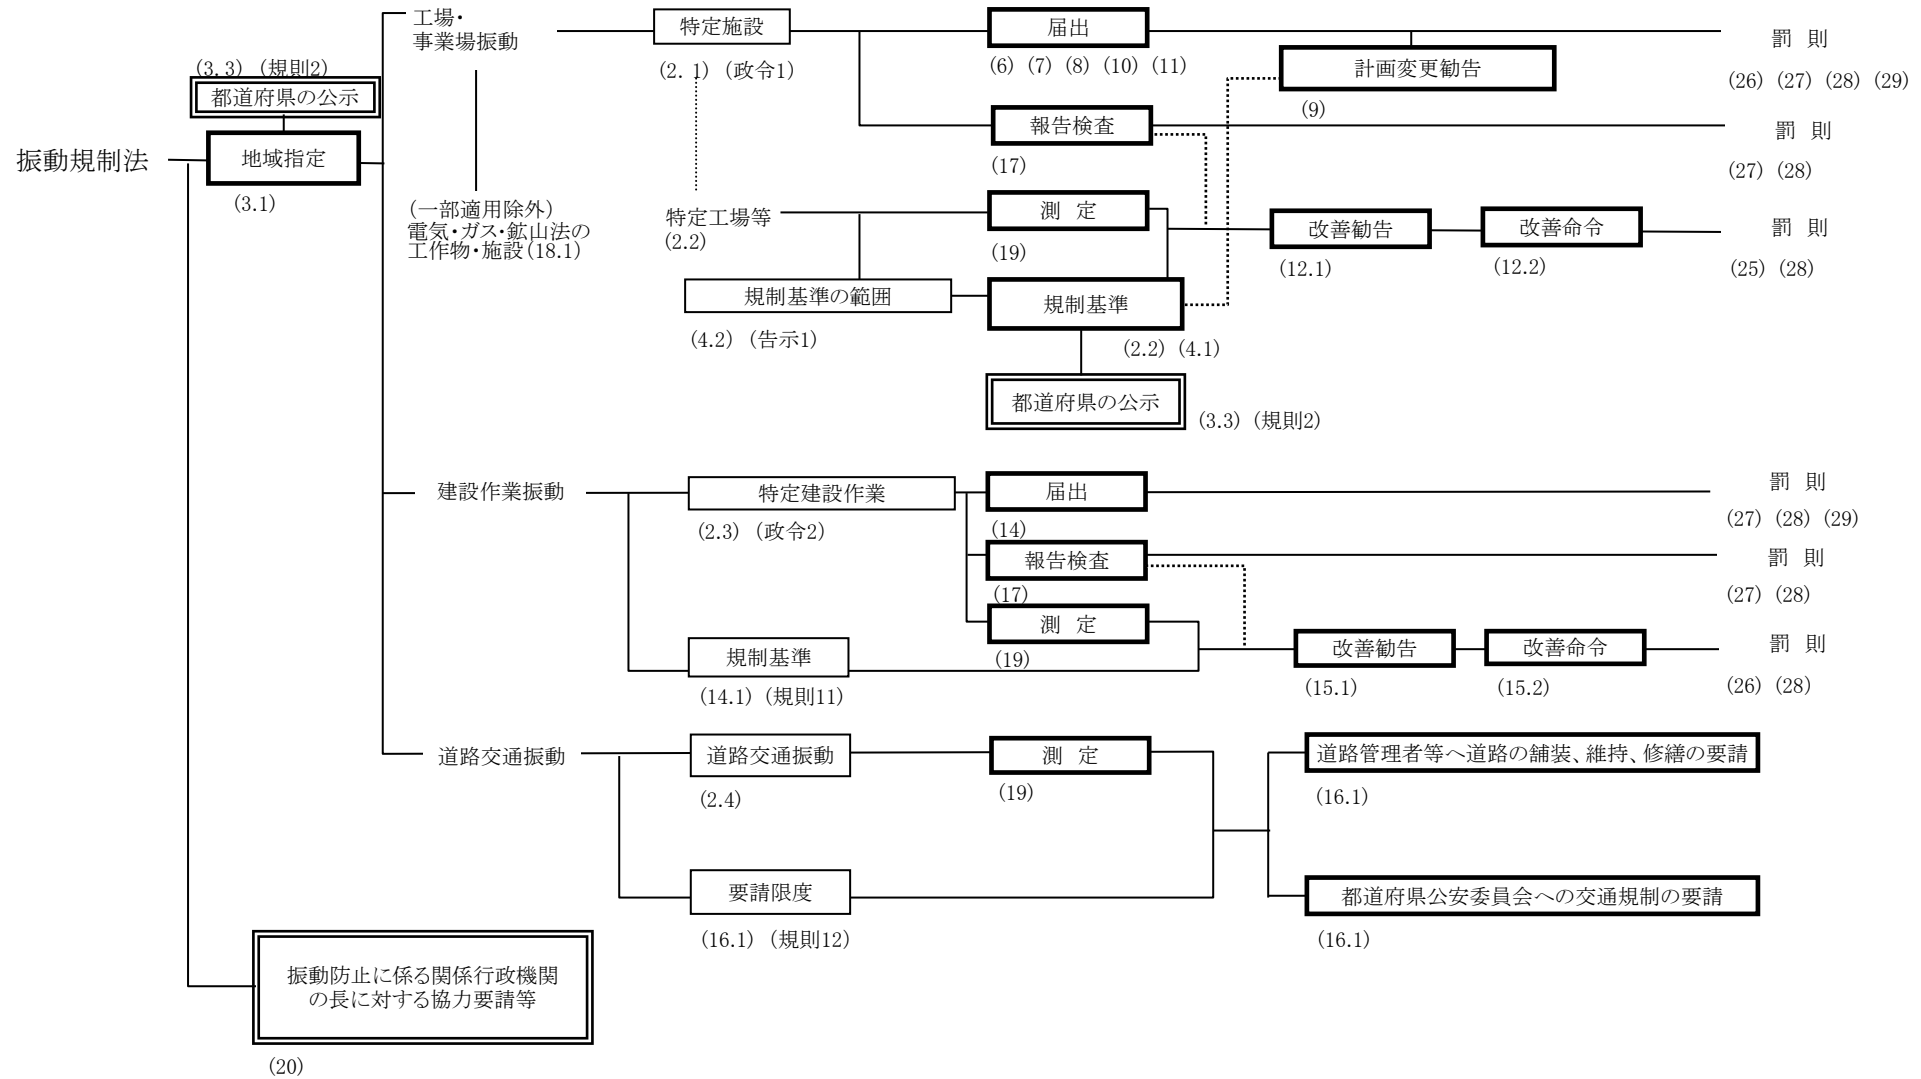 振動規制法
(3.3) (規則2)
都道府県の公示
地域指定
(3.1)
工場・
事業場振動
特定施設
(2. 1) (政令1)
届出
(6) (7) (8) (10) (11)
計画変更勧告
(9)
罰 則
(26) (27) (28) (29)
報告検査
(17)
罰 則
(27) (28)
(一部適用除外)
電気・ガス・鉱山法の
工作物・施設(18.1)
特定工場等
(2.2)
測 定
(19)
改善勧告
(12.1)
改善命令
(12.2)
罰 則
(25) (28)
規制基準の範囲
(4.2) (告示1)
規制基準
(2.2) (4.1)
都道府県の公示
(3.3) (規則2)
建設作業振動
特定建設作業
(2.3) (政令2)
届出
(14)
罰 則
(27) (28) (29)
報告検査
(17)
罰 則
(27) (28)
測 定
(19)
規制基準
(14.1) (規則11)
改善勧告
(15.1)
改善命令
(15.2)
罰 則
(26) (28)
道路交通振動
道路交通振動
(2.4)
測 定
(19)
道路管理者等へ道路の舗装、維持、修繕の要請
(16.1)
要請限度
(16.1) (規則12)
都道府県公安委員会への交通規制の要請
(16.1)
振動防止に係る関係行政機関
の長に対する協力要請等
(20)